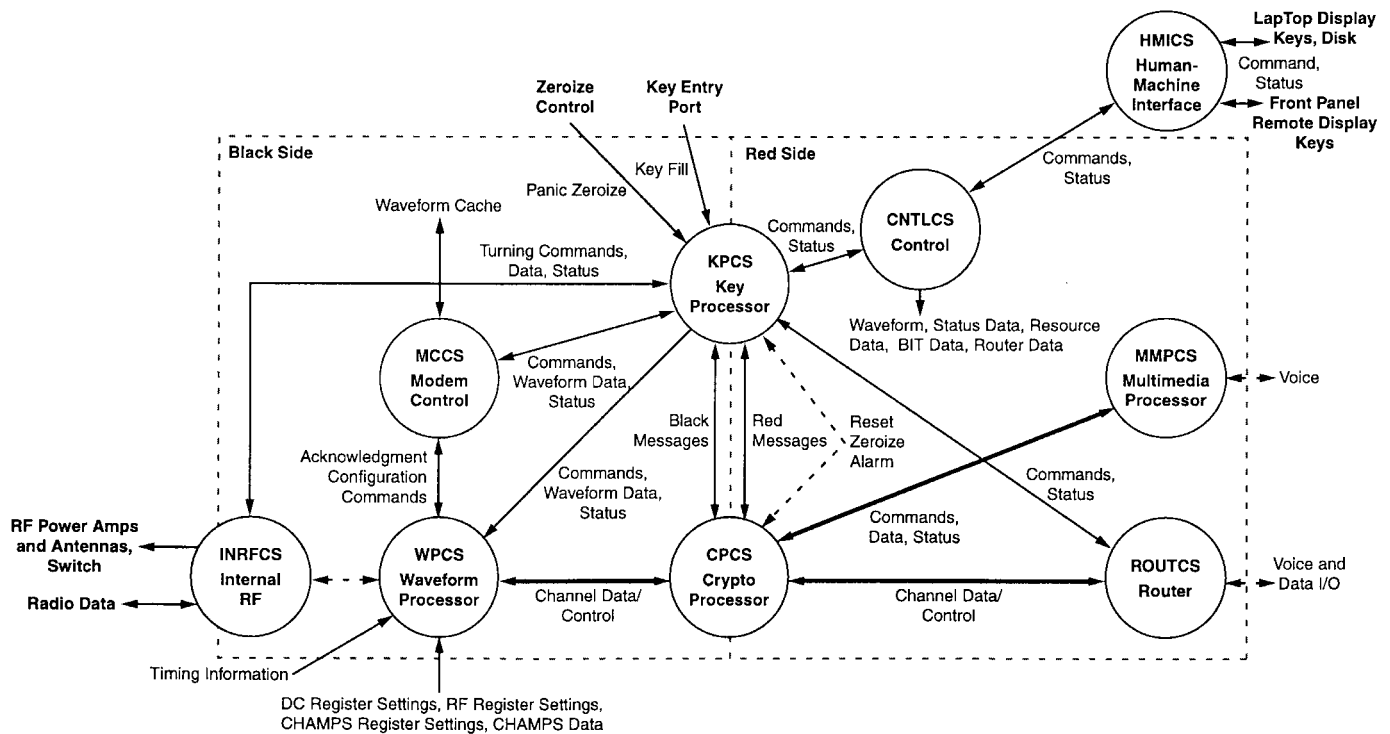 LapTop Display
Keys, Disk
HMICS
Human-
Machine
Interface
Command,
Status
Front Panel
Remote Display
Keys
Zeroize
Control
Key Entry
Port
Black Side
Red Side
Commands,
Status
Key Fill
Panic Zeroize
Waveform Cache
CNTLCS
Control
Commands,
Status
Turning Commands,
Data, Status
KPCS
Key
Processor
Waveform, Status Data, Resource
Data, BIT Data, Router Data
MCCS
Modem
Control
Commands,
Waveform Data,
Status
MMPCS
Multimedia
Processor
Voice
Black
Messages
Red
Messages
Reset
Zeroize
Alarm
Acknowledgment
Configuration
Commands
Commands,
Waveform Data,
Status
Commands,
Status
Commands,
Data, Status
RF Power Amps
and Antennas,
Switch
Radio Data
INRFCS
Internal
RF
WPCS
Waveform
Processor
Channel Data/
Control
CPCS
Crypto
Processor
Channel Data/
Control
ROUTCS
Router
Voice and
Data I/O
Timing Information
DC Register Settings, RF Register Settings,
CHAMPS Register Settings, CHAMPS Data